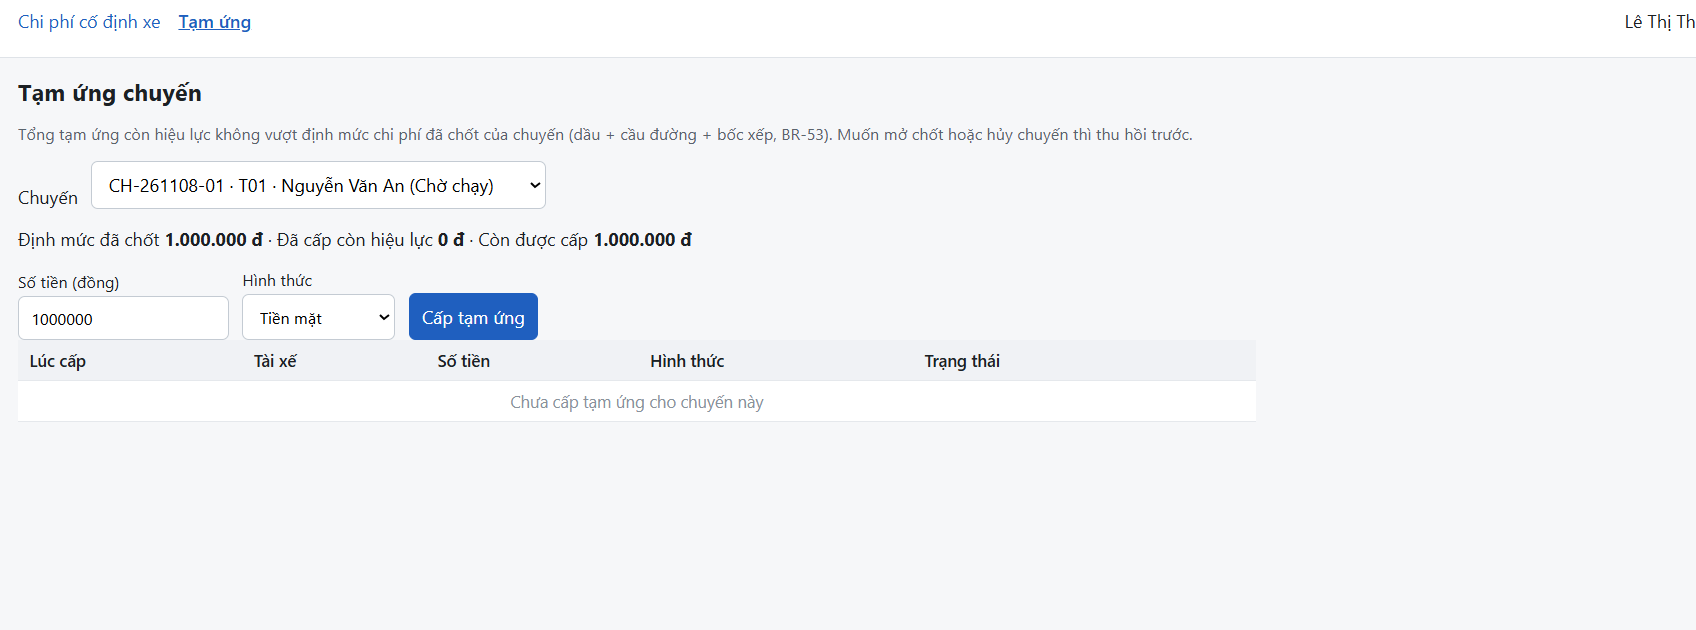 Chi phí cố định xe Tạm ứng Lê Thị Th
Tạm ứng chuyến
Tổng tạm ứng còn hiệu lực không vượt định mức chi phí đã chốt của chuyến (dầu + cầu đường + bốc xếp, BR-53). Muốn mở chốt hoặc hủy chuyến thì thu hồi trước.
Chuyến CH-261108-01 · T01 · Nguyễn Văn An (Chờ chạy)
Định mức đã chốt 1.000.000 đ · Đã cấp còn hiệu lực 0 đ · Còn được cấp 1.000.000 đ
Số tiền (đồng) Hình thức
1000000 Tiền mặt Cấp tạm ứng
Lúc cấp Tài xế Số tiền Hình thức Trạng thái
Chưa cấp tạm ứng cho chuyến này